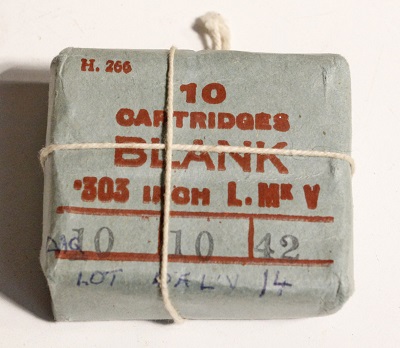 H. 266
10
CARTRIDGES
BLANK
.303 INCH L. Mᴷ V
10 10 42
LOT 14